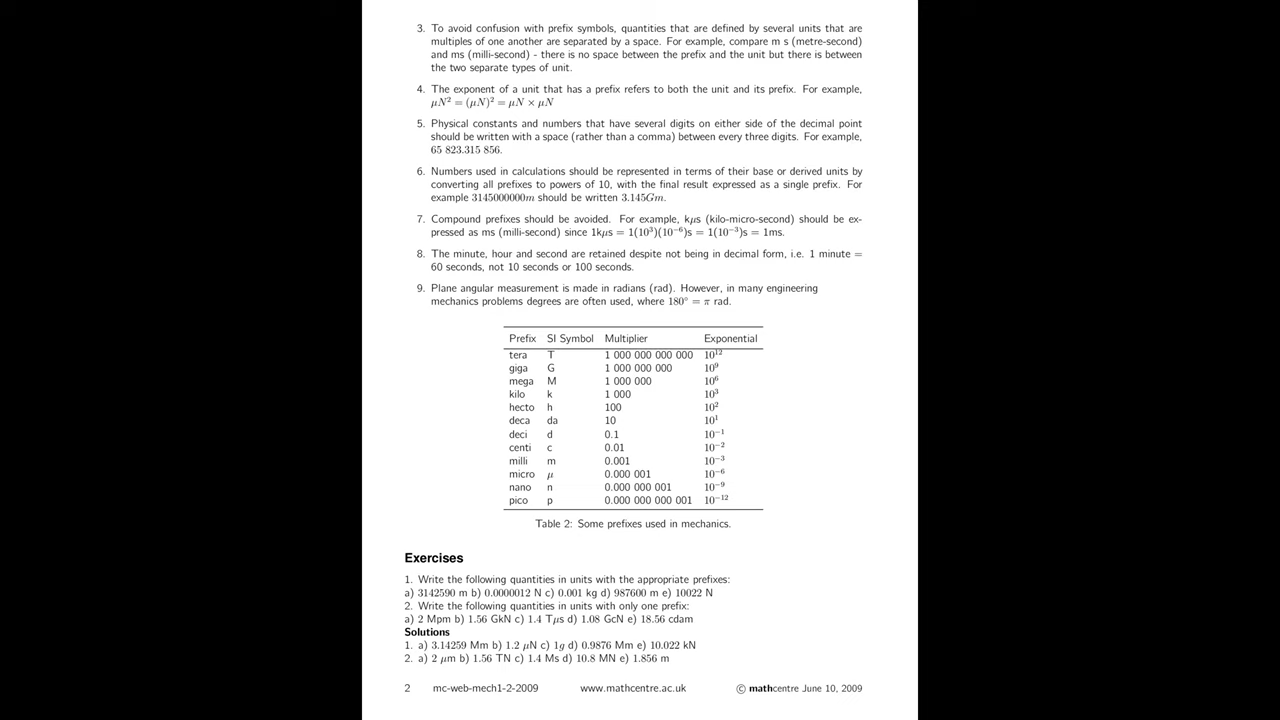 3. To avoid confusion with prefix symbols, quantities that are defined by several units that are
multiples of one another are separated by a space. For example, compare m s (metre-second)
and ms (milli-second) - there is no space between the prefix and the unit but there is between
the two separate types of unit.
4. The exponent of a unit that has a prefix refers to both the unit and its prefix. For example,
μN² = (μN)² = μN × μN
5. Physical constants and numbers that have several digits on either side of the decimal point
should be written with a space (rather than a comma) between every three digits. For example,
65 823.315 856.
6. Numbers used in calculations should be represented in terms of their base or derived units by
converting all prefixes to powers of 10, with the final result expressed as a single prefix. For
example 3145000000m should be written 3.145Gm.
7. Compound prefixes should be avoided. For example, kμs (kilo-micro-second) should be ex-
pressed as ms (milli-second) since 1kμs = 1(10³)(10⁻⁶)s = 1(10⁻³)s = 1ms.
8. The minute, hour and second are retained despite not being in decimal form, i.e. 1 minute =
60 seconds, not 10 seconds or 100 seconds.
9. Plane angular measurement is made in radians (rad). However, in many engineering
mechanics problems degrees are often used, where 180° = π rad.
Prefix SI Symbol Multiplier Exponential
tera T 1 000 000 000 000 10¹²
giga G 1 000 000 000 10⁹
mega M 1 000 000 10⁶
kilo k 1 000 10³
hecto h 100 10²
deca da 10 10¹
deci d 0.1 10⁻¹
centi c 0.01 10⁻²
milli m 0.001 10⁻³
micro μ 0.000 001 10⁻⁶
nano n 0.000 000 001 10⁻⁹
pico p 0.000 000 000 001 10⁻¹²
Table 2: Some prefixes used in mechanics.
Exercises
1. Write the following quantities in units with the appropriate prefixes:
a) 3142590 m b) 0.0000012 N c) 0.001 kg d) 987600 m e) 10022 N
2. Write the following quantities in units with only one prefix:
a) 2 Mpm b) 1.56 GkN c) 1.4 Tμs d) 1.08 GcN e) 18.56 cdam
Solutions
1. a) 3.14259 Mm b) 1.2 μN c) 1g d) 0.9876 Mm e) 10.022 kN
2. a) 2 μm b) 1.56 TN c) 1.4 Ms d) 10.8 MN e) 1.856 m
2 mc-web-mech1-2-2009 www.mathcentre.ac.uk © mathcentre June 10, 2009